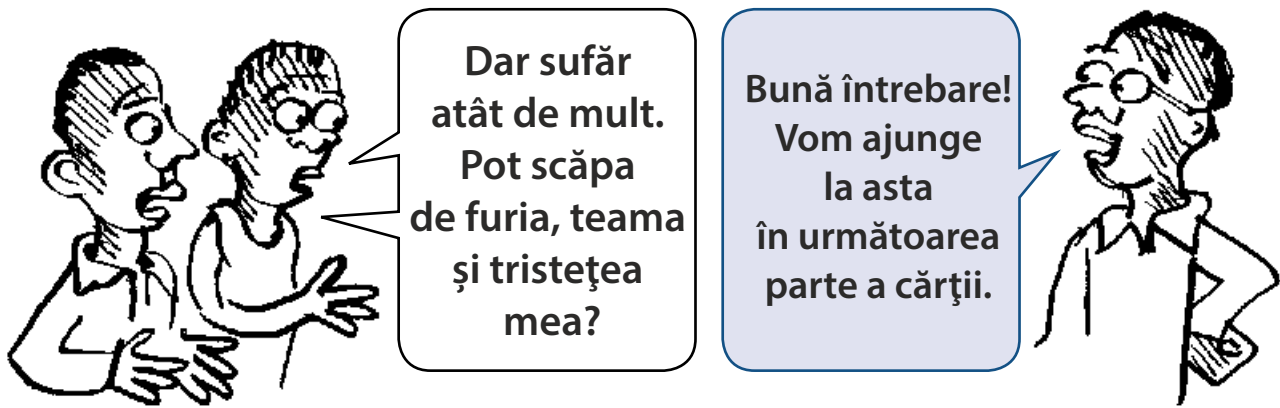 Dar sufăr
atât de mult.
Pot scăpa
de furia, teama
și tristeţea
mea?
Bună întrebare!
Vom ajunge
la asta
în următoarea
parte a cărţii.